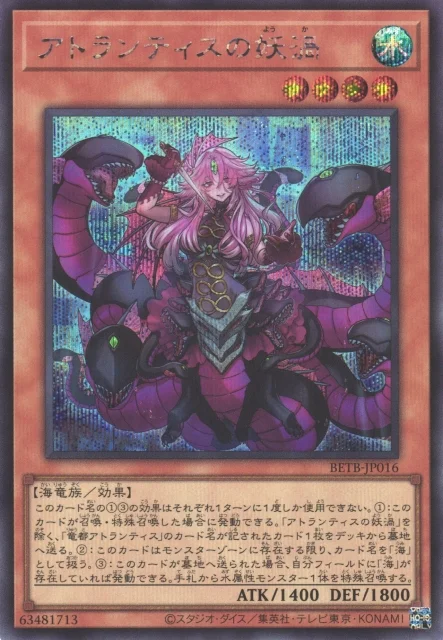 アトランティスの妖渦
ようか
水
BETB-JP016
【海竜族／効果】
このカード名の①③の効果はそれぞれ1ターンに1度しか使用できない。①：この
カードが召喚・特殊召喚した場合に発動できる。「アトランティスの妖渦」を
除く、「竜都アトランティス」のカード名が記されたカード1枚をデッキから墓地
へ送る。②：このカードはモンスターゾーンに存在する限り、カード名を「海」
として扱う。③：このカードが墓地へ送られた場合、自分フィールドに「海」が
存在していれば発動できる。手札から水属性モンスター1体を特殊召喚する。
ATK/1400 DEF/1800
63481713
©スタジオ・ダイス／集英社・テレビ東京・KONAMI